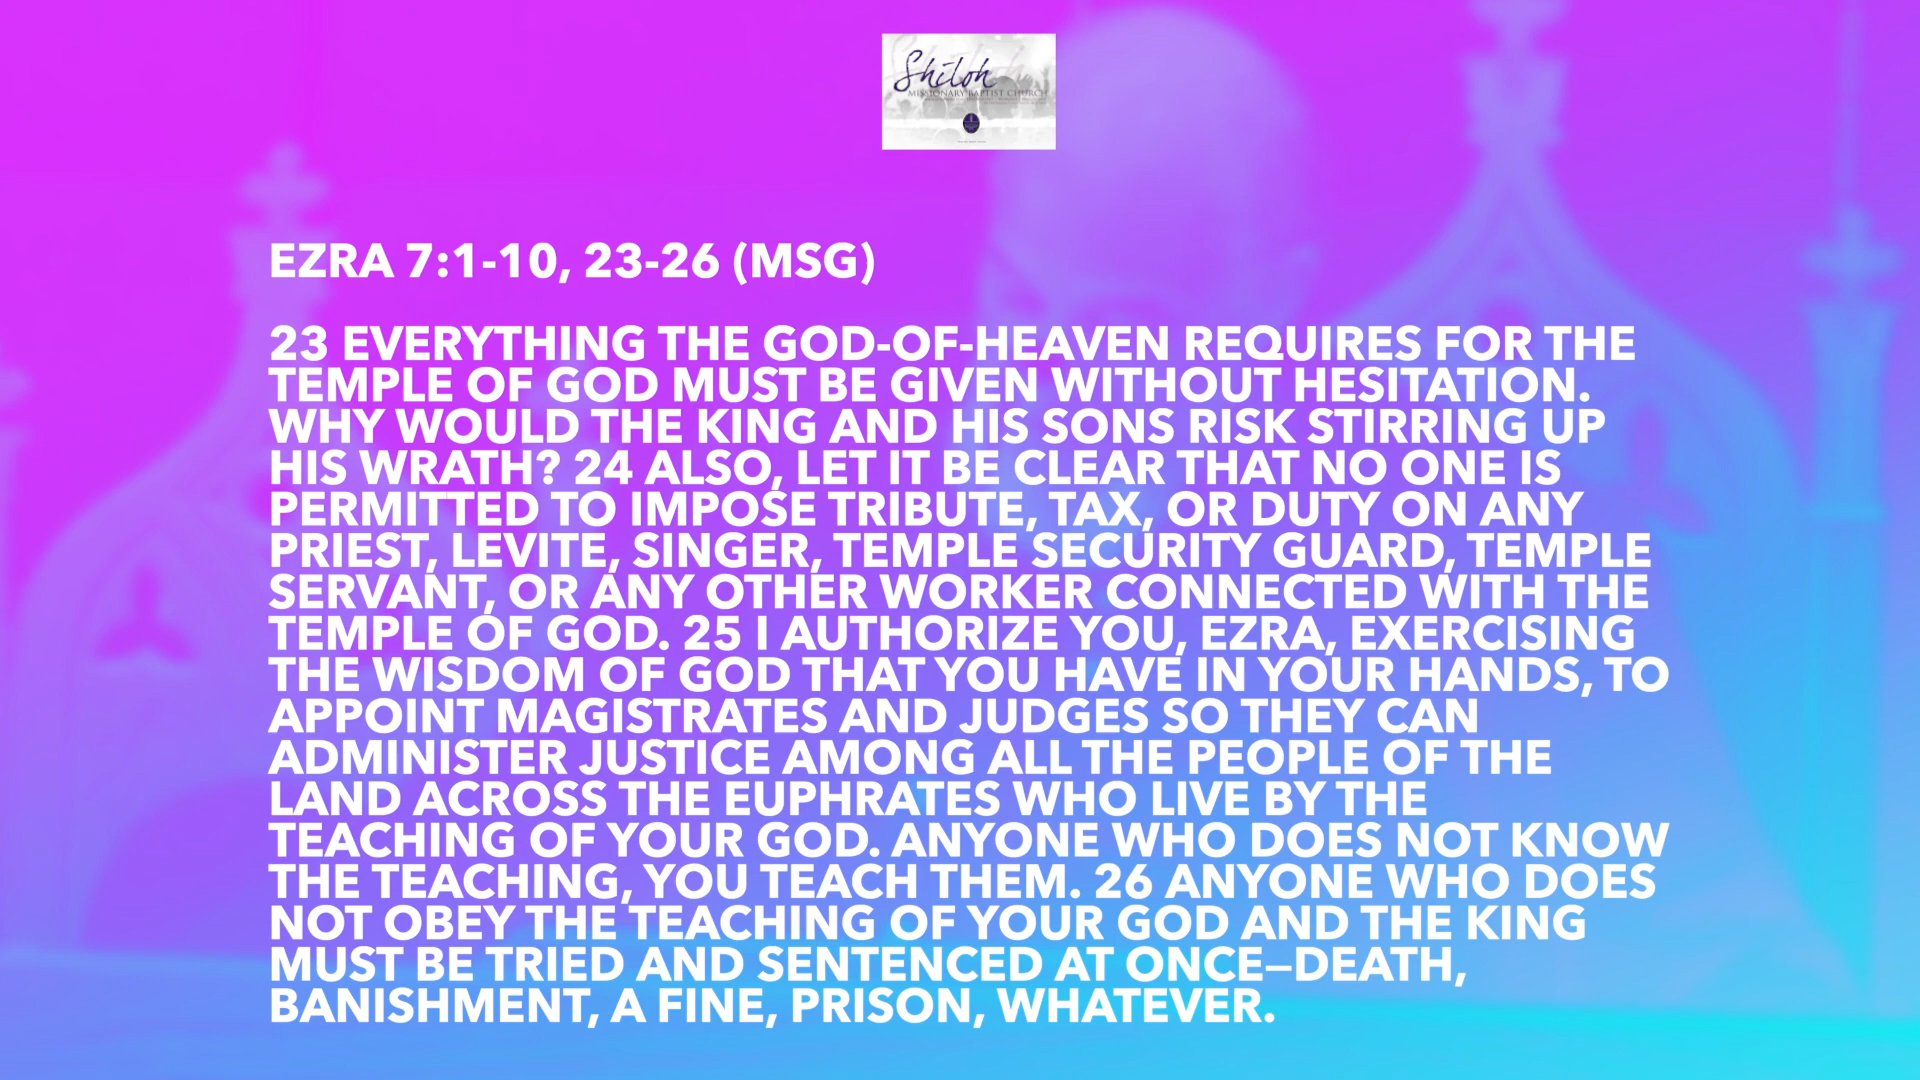 Shiloh
MISSIONARY BAPTIST CHURCH
EZRA 7:1-10, 23-26 (MSG)
23 EVERYTHING THE GOD-OF-HEAVEN REQUIRES FOR THE
TEMPLE OF GOD MUST BE GIVEN WITHOUT HESITATION.
WHY WOULD THE KING AND HIS SONS RISK STIRRING UP
HIS WRATH? 24 ALSO, LET IT BE CLEAR THAT NO ONE IS
PERMITTED TO IMPOSE TRIBUTE, TAX, OR DUTY ON ANY
PRIEST, LEVITE, SINGER, TEMPLE SECURITY GUARD, TEMPLE
SERVANT, OR ANY OTHER WORKER CONNECTED WITH THE
TEMPLE OF GOD. 25 I AUTHORIZE YOU, EZRA, EXERCISING
THE WISDOM OF GOD THAT YOU HAVE IN YOUR HANDS, TO
APPOINT MAGISTRATES AND JUDGES SO THEY CAN
ADMINISTER JUSTICE AMONG ALL THE PEOPLE OF THE
LAND ACROSS THE EUPHRATES WHO LIVE BY THE
TEACHING OF YOUR GOD. ANYONE WHO DOES NOT KNOW
THE TEACHING, YOU TEACH THEM. 26 ANYONE WHO DOES
NOT OBEY THE TEACHING OF YOUR GOD AND THE KING
MUST BE TRIED AND SENTENCED AT ONCE—DEATH,
BANISHMENT, A FINE, PRISON, WHATEVER.